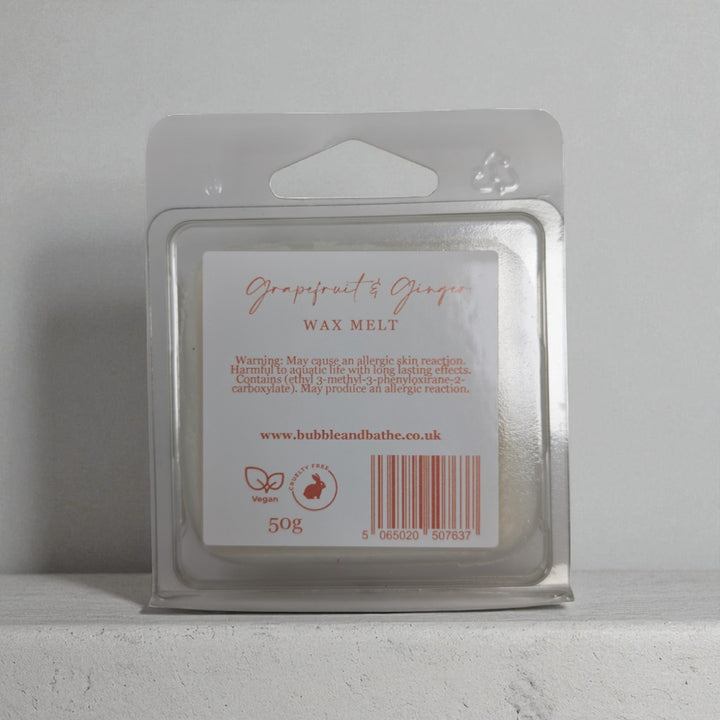 Grapefruit & Ginger
WAX MELT
Warning: May cause an allergic skin reaction.
Harmful to aquatic life with long lasting effects.
Contains (ethyl 3-methyl-3-phenyloxirane-2-
carboxylate). May produce an allergic reaction.
www.bubbleandbathe.co.uk
CRUELTY FREE
Vegan
50g
5 065020 507637